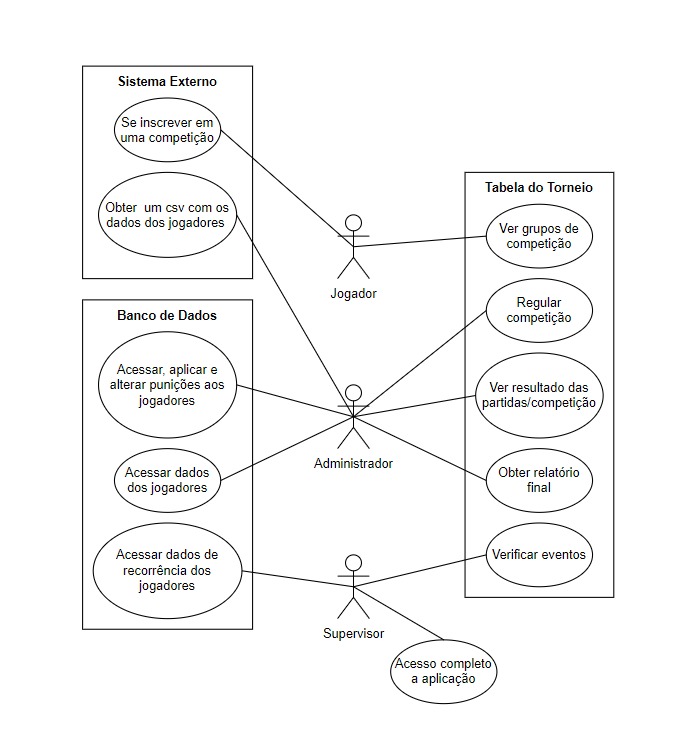 Sistema Externo
Se inscrever em
uma competição
Obter um csv com os
dados dos jogadores
Banco de Dados
Acessar, aplicar e
alterar punições aos
jogadores
Acessar dados
dos jogadores
Acessar dados de
recorrência dos
jogadores
Jogador
Administrador
Supervisor
Acesso completo
a aplicação
Tabela do Torneio
Ver grupos de
competição
Regular
competição
Ver resultado das
partidas/competição
Obter relatório
final
Verificar eventos